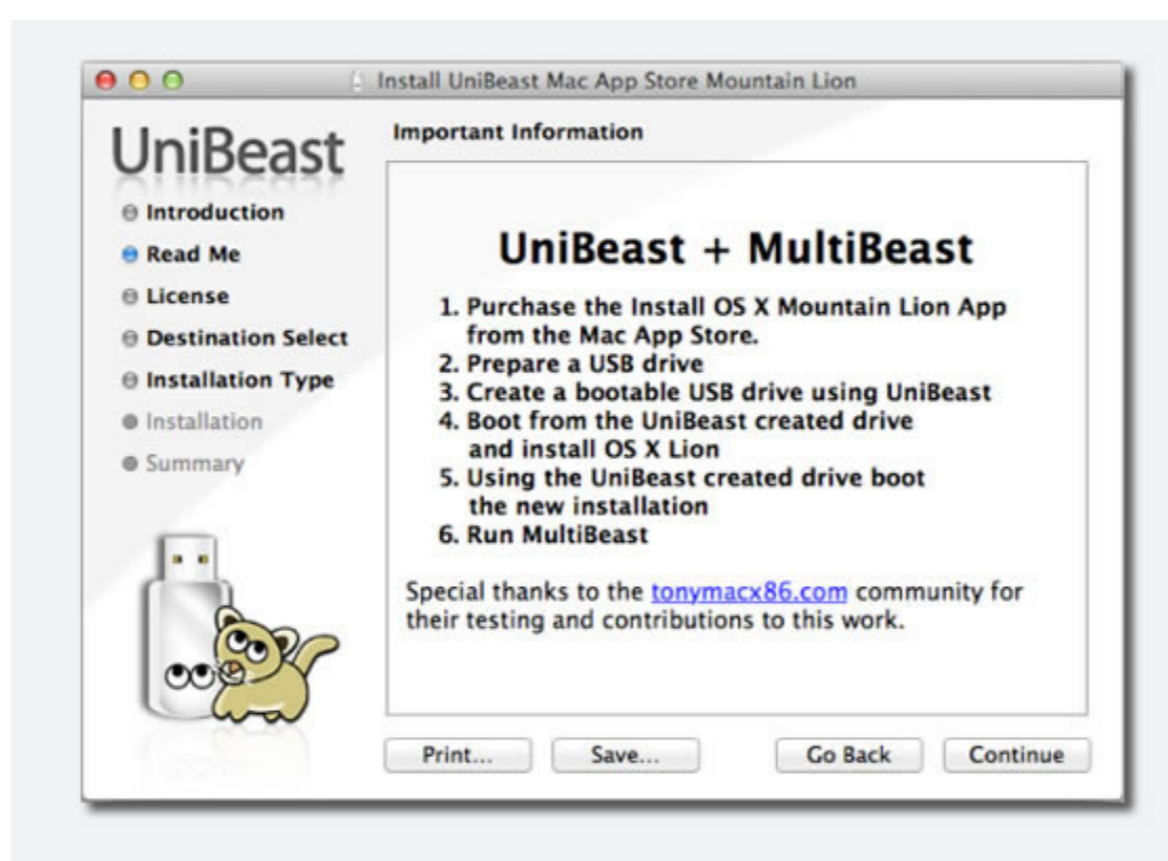 Install UniBeast Mac App Store Mountain Lion
UniBeast
Introduction
Read Me
License
Destination Select
Installation Type
Installation
Summary
Important Information
UniBeast + MultiBeast
1. Purchase the Install OS X Mountain Lion App
from the Mac App Store.
2. Prepare a USB drive
3. Create a bootable USB drive using UniBeast
4. Boot from the UniBeast created drive
and install OS X Lion
5. Using the UniBeast created drive boot
the new installation
6. Run MultiBeast
Special thanks to the tonymacx86.com community for
their testing and contributions to this work.
Print... Save... Go Back Continue